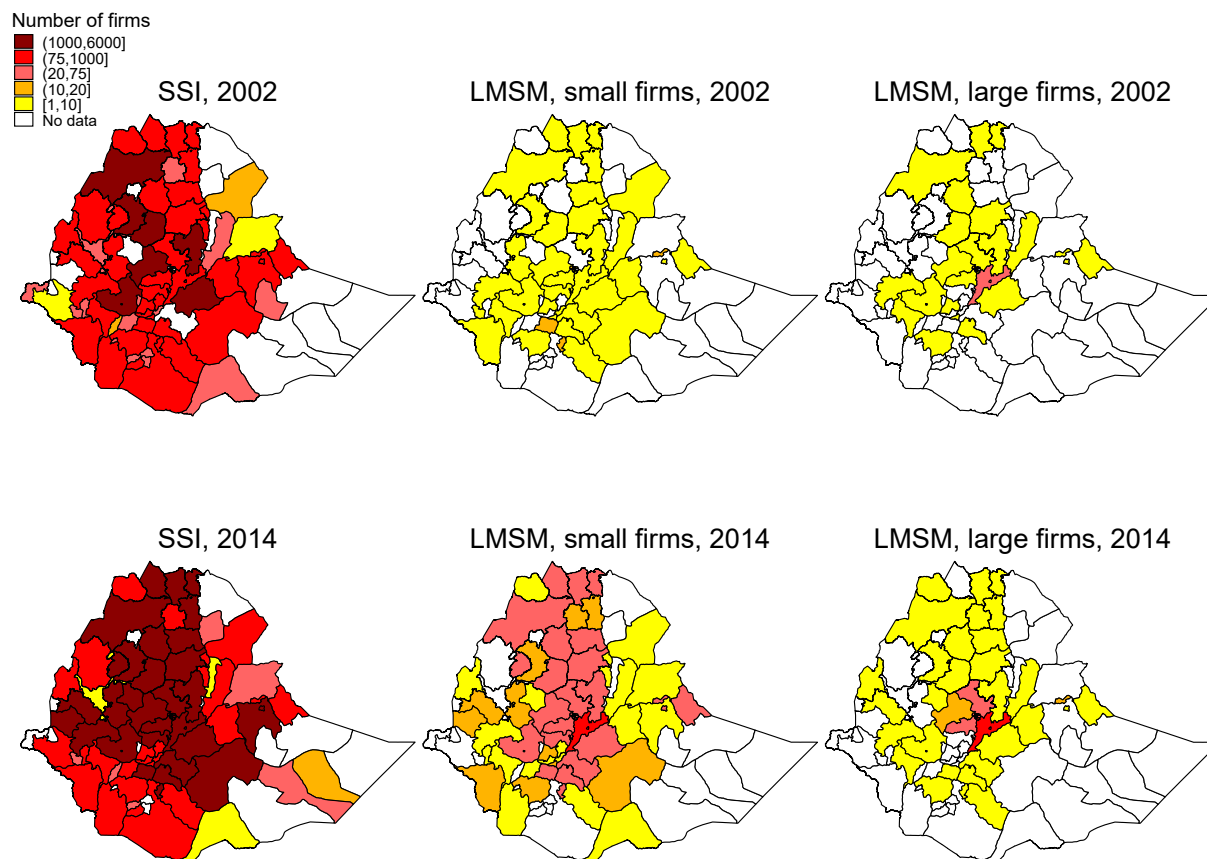 Number of firms
(1000,6000]
(75,1000]
(20,75]
(10,20]
[1,10]
No data
SSI, 2002
LMSM, small firms, 2002
LMSM, large firms, 2002
SSI, 2014
LMSM, small firms, 2014
LMSM, large firms, 2014